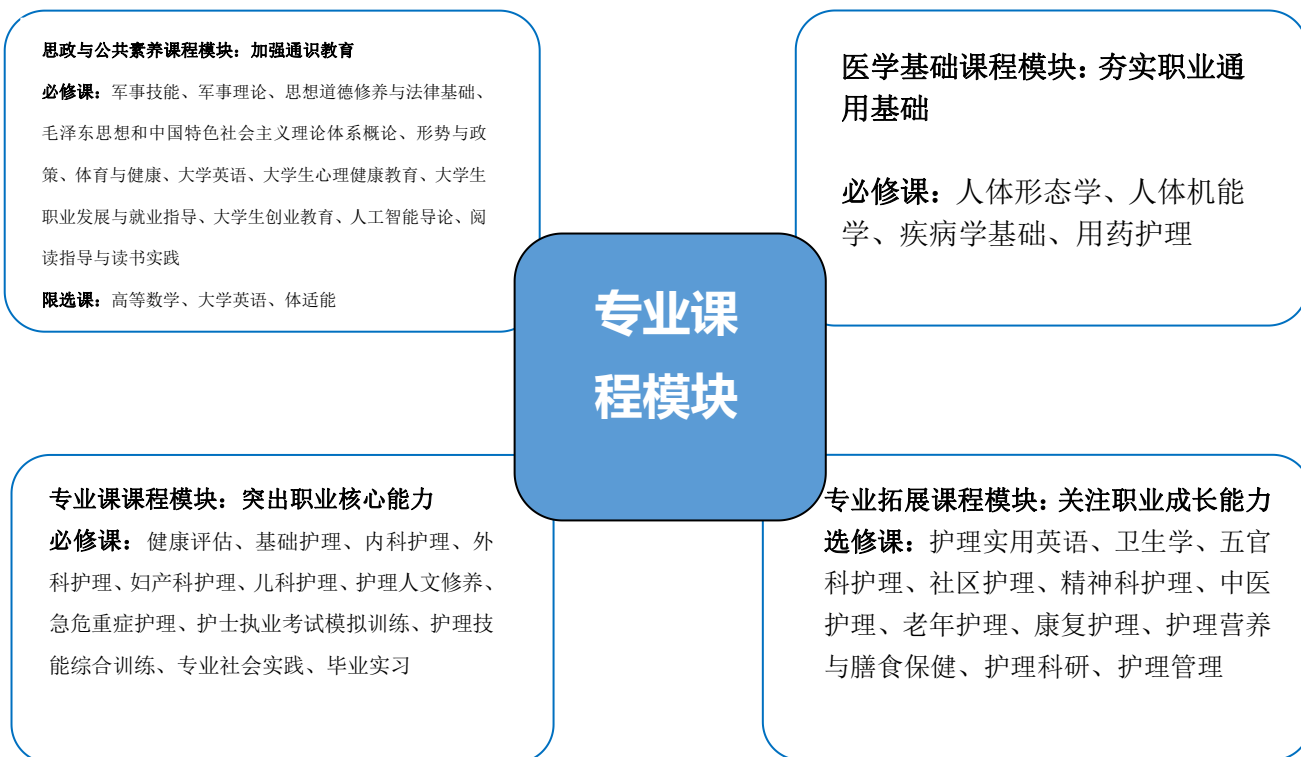 思政与公共素养课程模块：加强通识教育
必修课：军事技能、军事理论、思想道德修养与法律基础、
毛泽东思想和中国特色社会主义理论体系概论、形势与政
策、体育与健康、大学英语、大学生心理健康教育、大学生
职业发展与就业指导、大学生创业教育、人工智能导论、阅
读指导与读书实践
限选课：高等数学、大学英语、体适能
医学基础课程模块：夯实职业通
用基础
必修课：人体形态学、人体机能
学、疾病学基础、用药护理
专业课
程模块
专业课课程模块：突出职业核心能力
必修课：健康评估、基础护理、内科护理、外
科护理、妇产科护理、儿科护理、护理人文修养、
急危重症护理、护士执业考试模拟训练、护理技
能综合训练、专业社会实践、毕业实习
专业拓展课程模块：关注职业成长能力
选修课：护理实用英语、卫生学、五官
科护理、社区护理、精神科护理、中医
护理、老年护理、康复护理、护理营养
与膳食保健、护理科研、护理管理